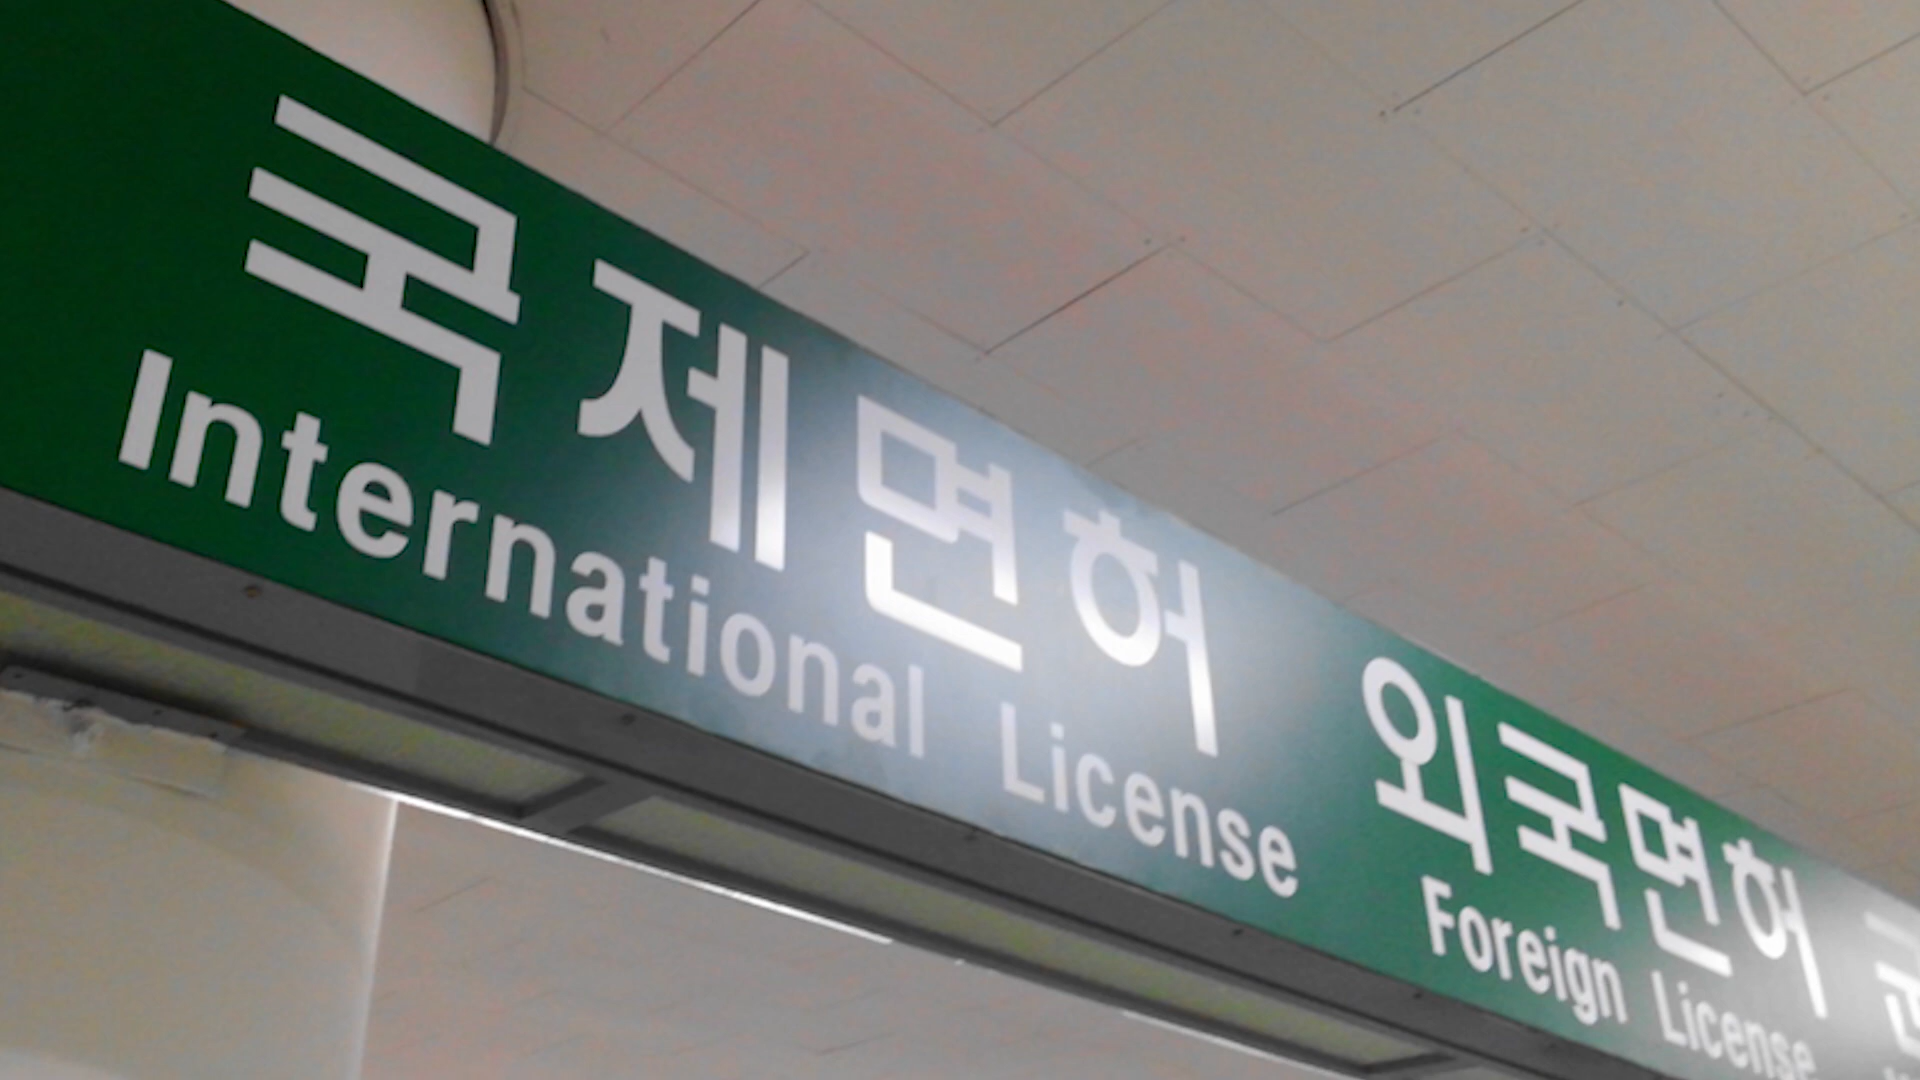 국제면허 외국면허
International License Foreign License